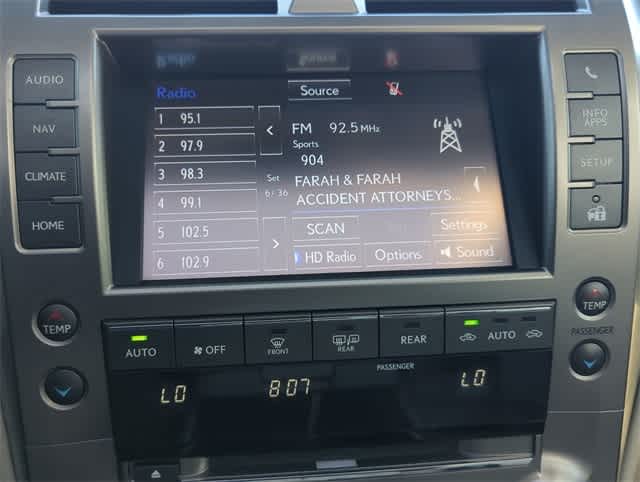 AUDIO
NAV
CLIMATE
HOME
Radio
Source
1 95.1
2 97.9
3 98.3
4 99.1
5 102.5
6 102.9
Set
6/36
FM 92.5 MHz
Sports
904
FARAH & FARAH
ACCIDENT ATTORNEYS...
SCAN
Settings
HD Radio
Options
Sound
INFO
APPS
SETUP
TEMP
TEMP
PASSENGER
AUTO
OFF
FRONT
REAR
REAR
AUTO
PASSENGER
LO
8:07
LO